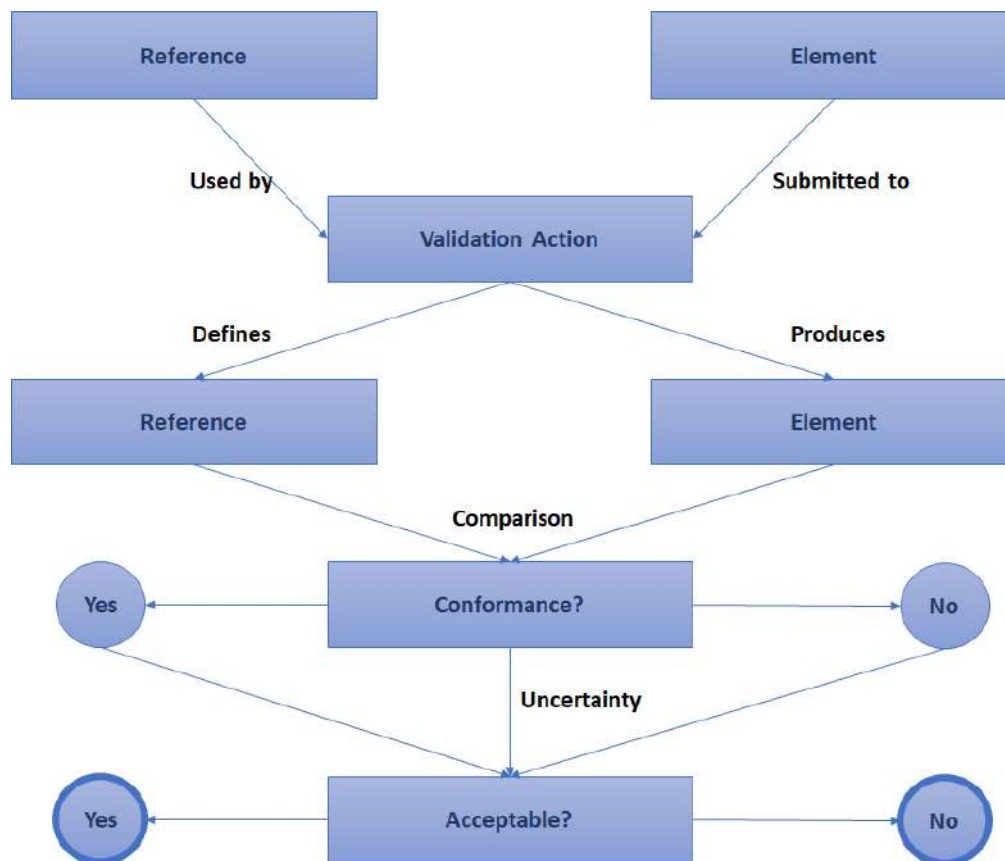 Reference
Element
Used by
Submitted to
Validation Action
Defines
Produces
Reference
Element
Comparison
Yes
Conformance?
No
Uncertainty
Yes
Acceptable?
No